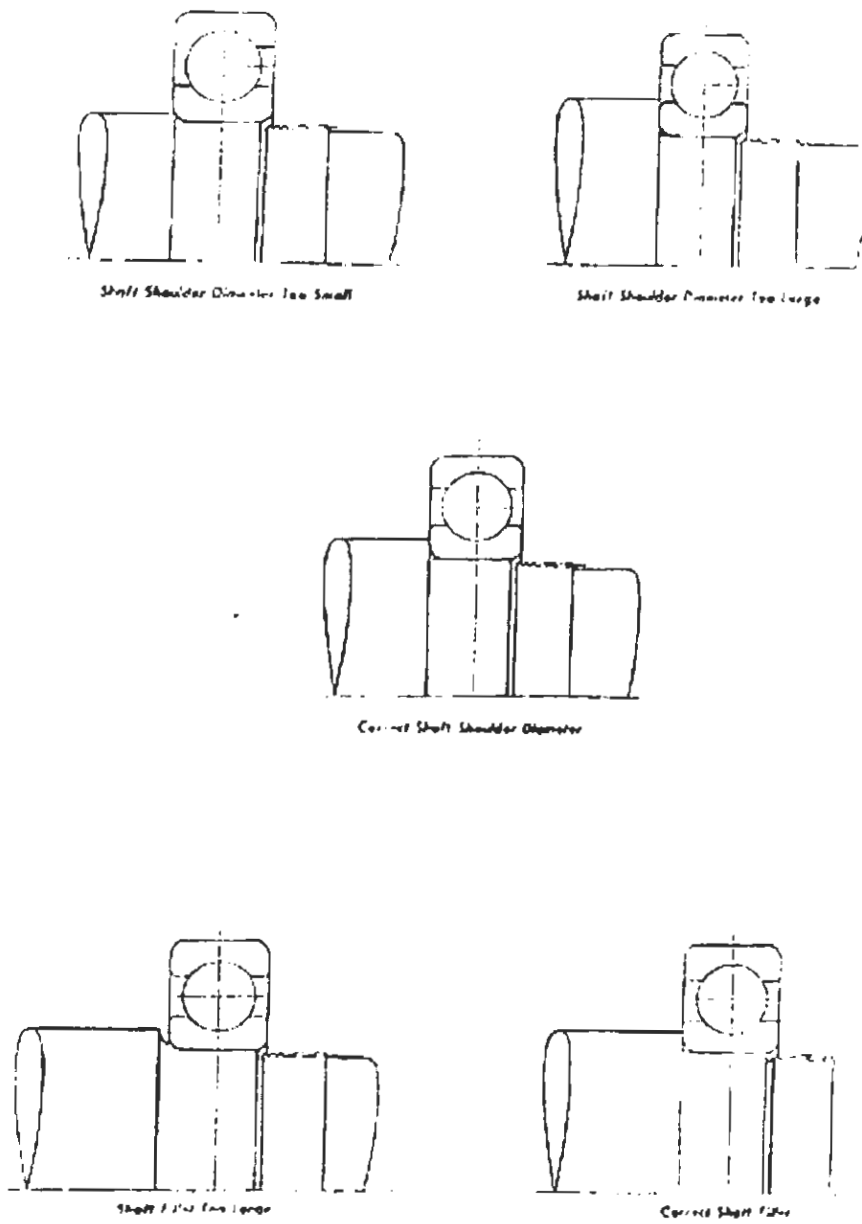 Shaft Shoulder Diameter Too Small
Shaft Shoulder Diameter Too Large
Correct Shaft Shoulder Diameter
Shaft Fillet Too Large
Correct Shaft Fillet